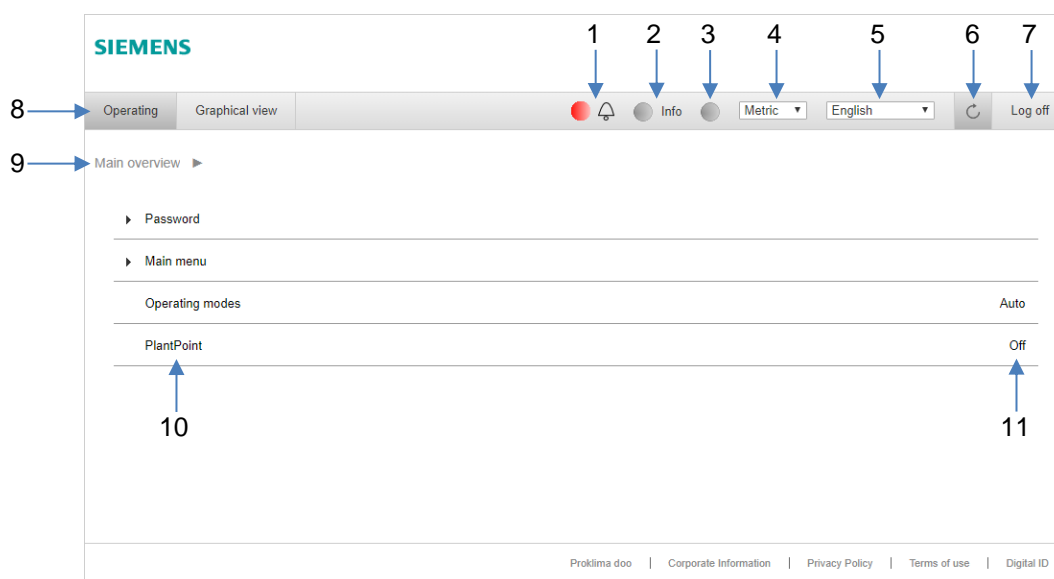 1 2 3 4 5 6 7
SIEMENS
8 Operating Graphical view Info Metric English Log off
9 Main overview
Password
Main menu
Operating modes Auto
PlantPoint Off
10 11
Proklima doo | Corporate Information | Privacy Policy | Terms of use | Digital ID